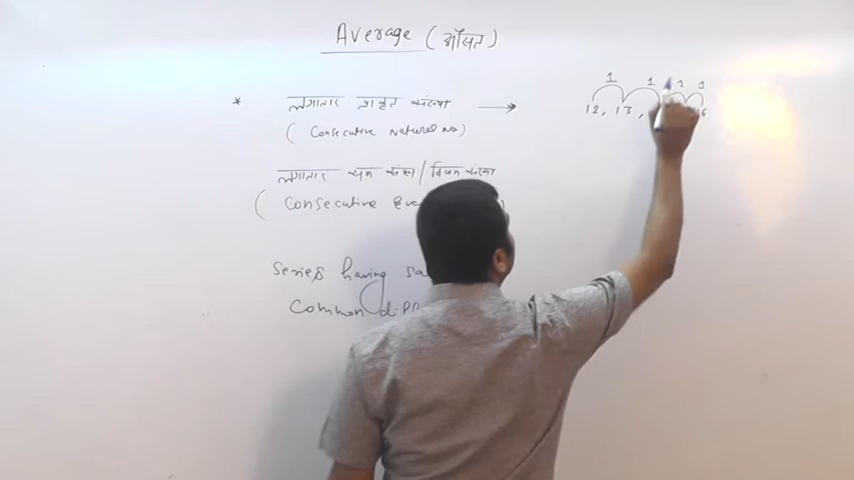 Average (औसत)
* लगातार प्राकृत संख्या → 12, 13,
1 1 1 1
(Consecutive Natural No)
लगातार सम संख्या/विषम संख्या
(Consecutive Eve
Series having sa
Common diff